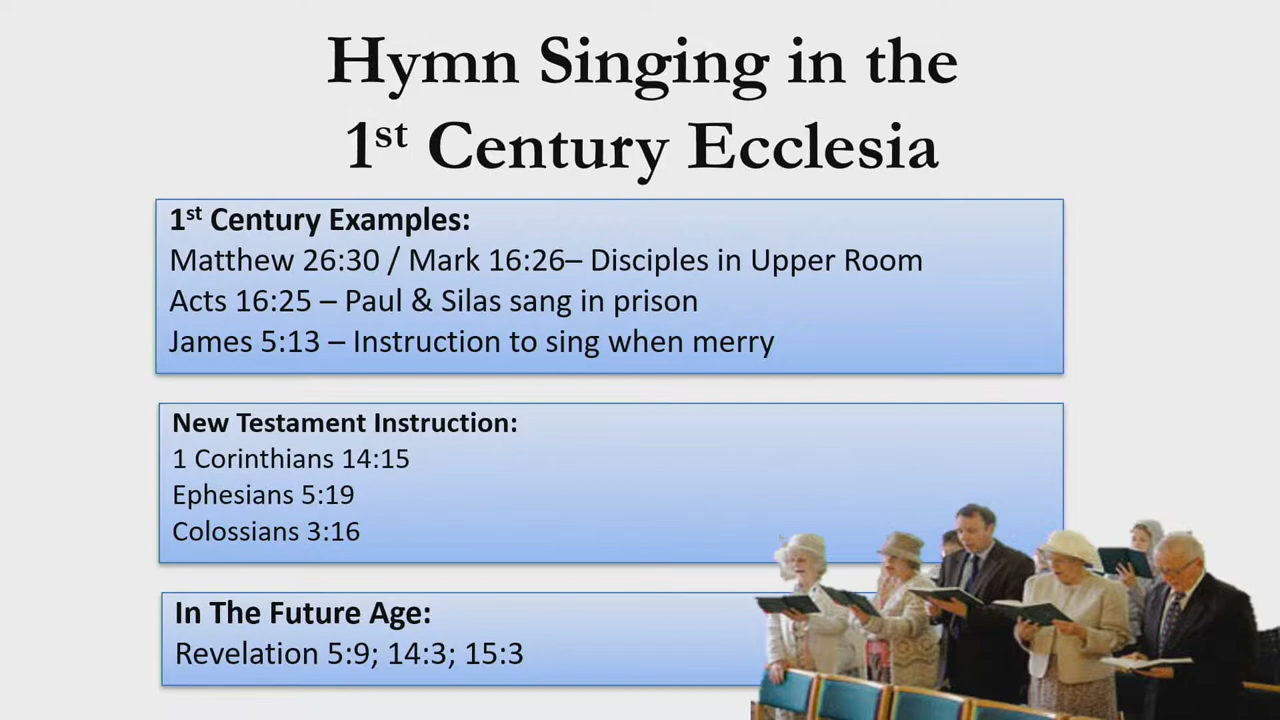 Hymn Singing in the
1st Century Ecclesia
1st Century Examples:
Matthew 26:30 / Mark 16:26– Disciples in Upper Room
Acts 16:25 – Paul & Silas sang in prison
James 5:13 – Instruction to sing when merry
New Testament Instruction:
1 Corinthians 14:15
Ephesians 5:19
Colossians 3:16
In The Future Age:
Revelation 5:9; 14:3; 15:3